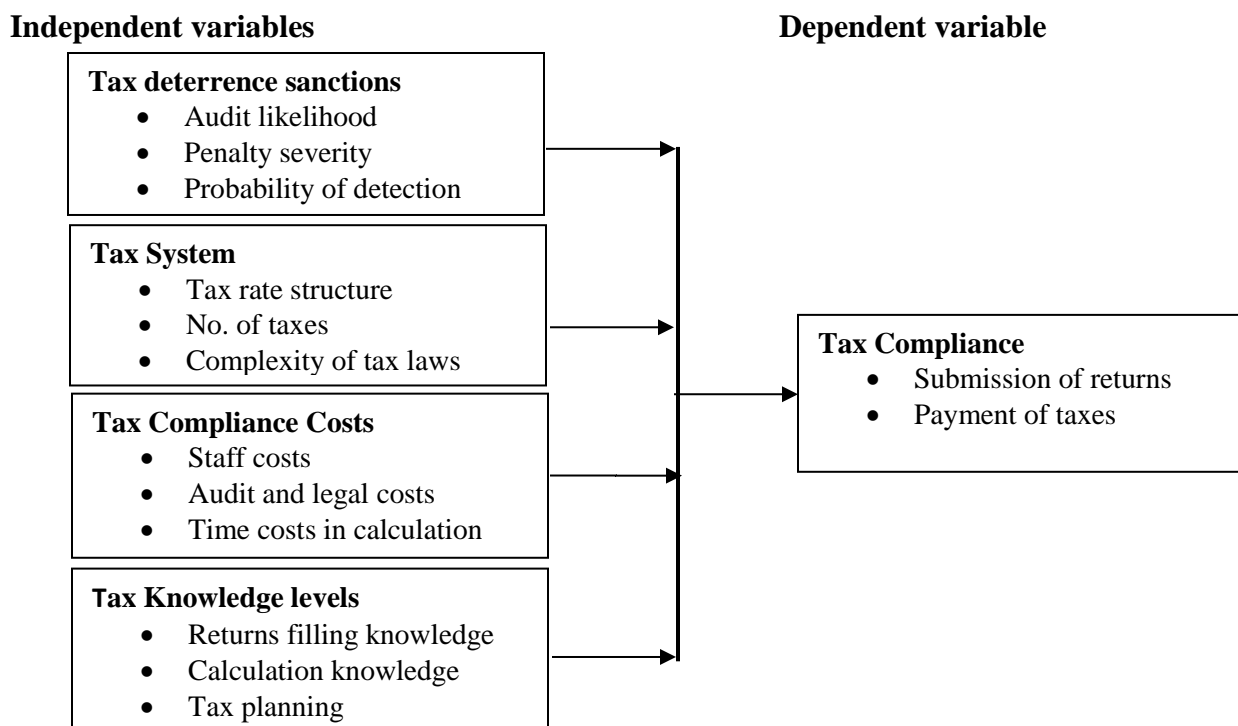 Independent variables
Dependent variable
Tax deterrence sanctions
• Audit likelihood
• Penalty severity
• Probability of detection
Tax System
• Tax rate structure
• No. of taxes
• Complexity of tax laws
Tax Compliance Costs
• Staff costs
• Audit and legal costs
• Time costs in calculation
Tax Knowledge levels
• Returns filling knowledge
• Calculation knowledge
• Tax planning
Tax Compliance
• Submission of returns
• Payment of taxes